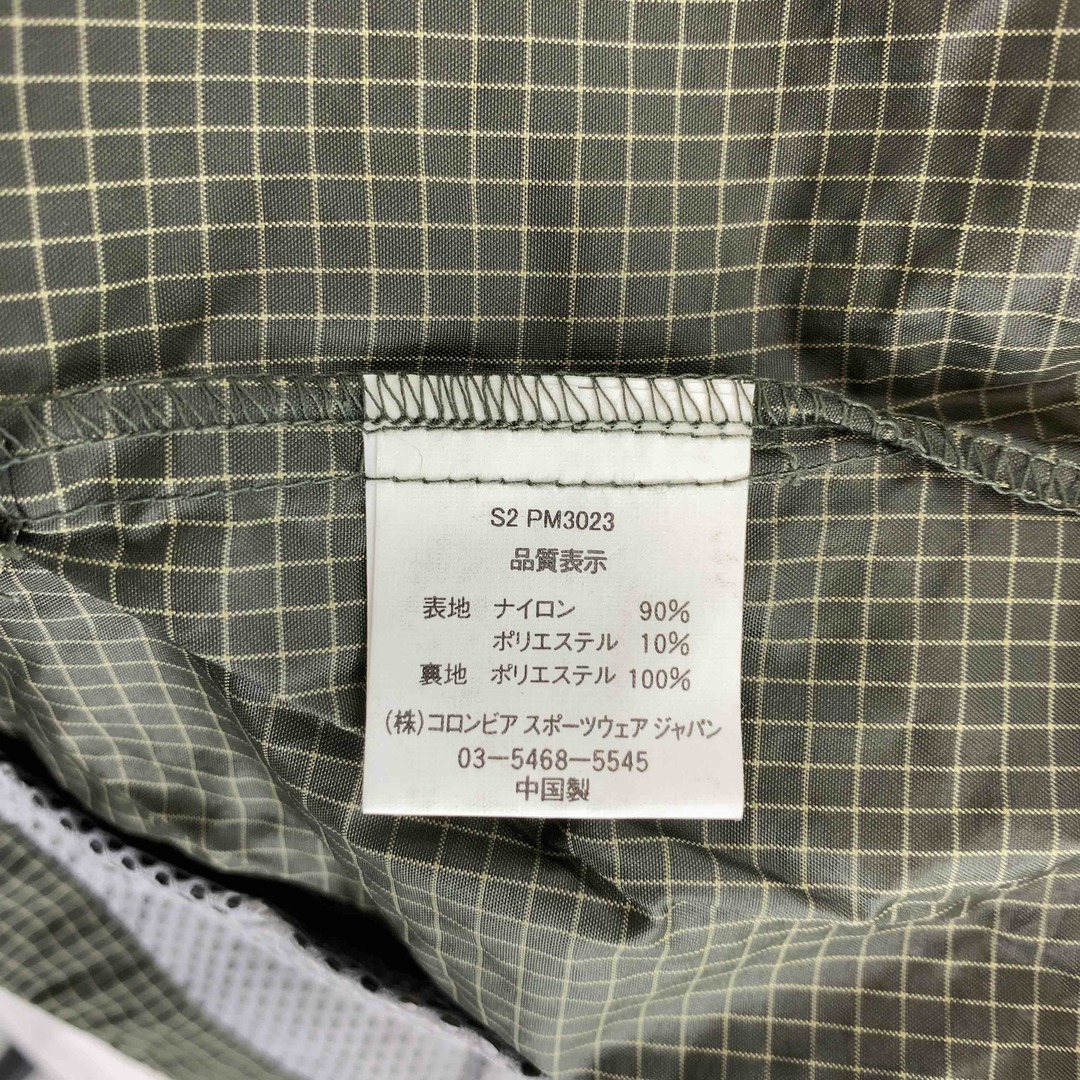 S2 PM3023
品質表示
表地 ナイロン 90%
ポリエステル 10%
裏地 ポリエステル 100%
(株)コロンビア スポーツウェア ジャパン
03-5468-5545
中国製